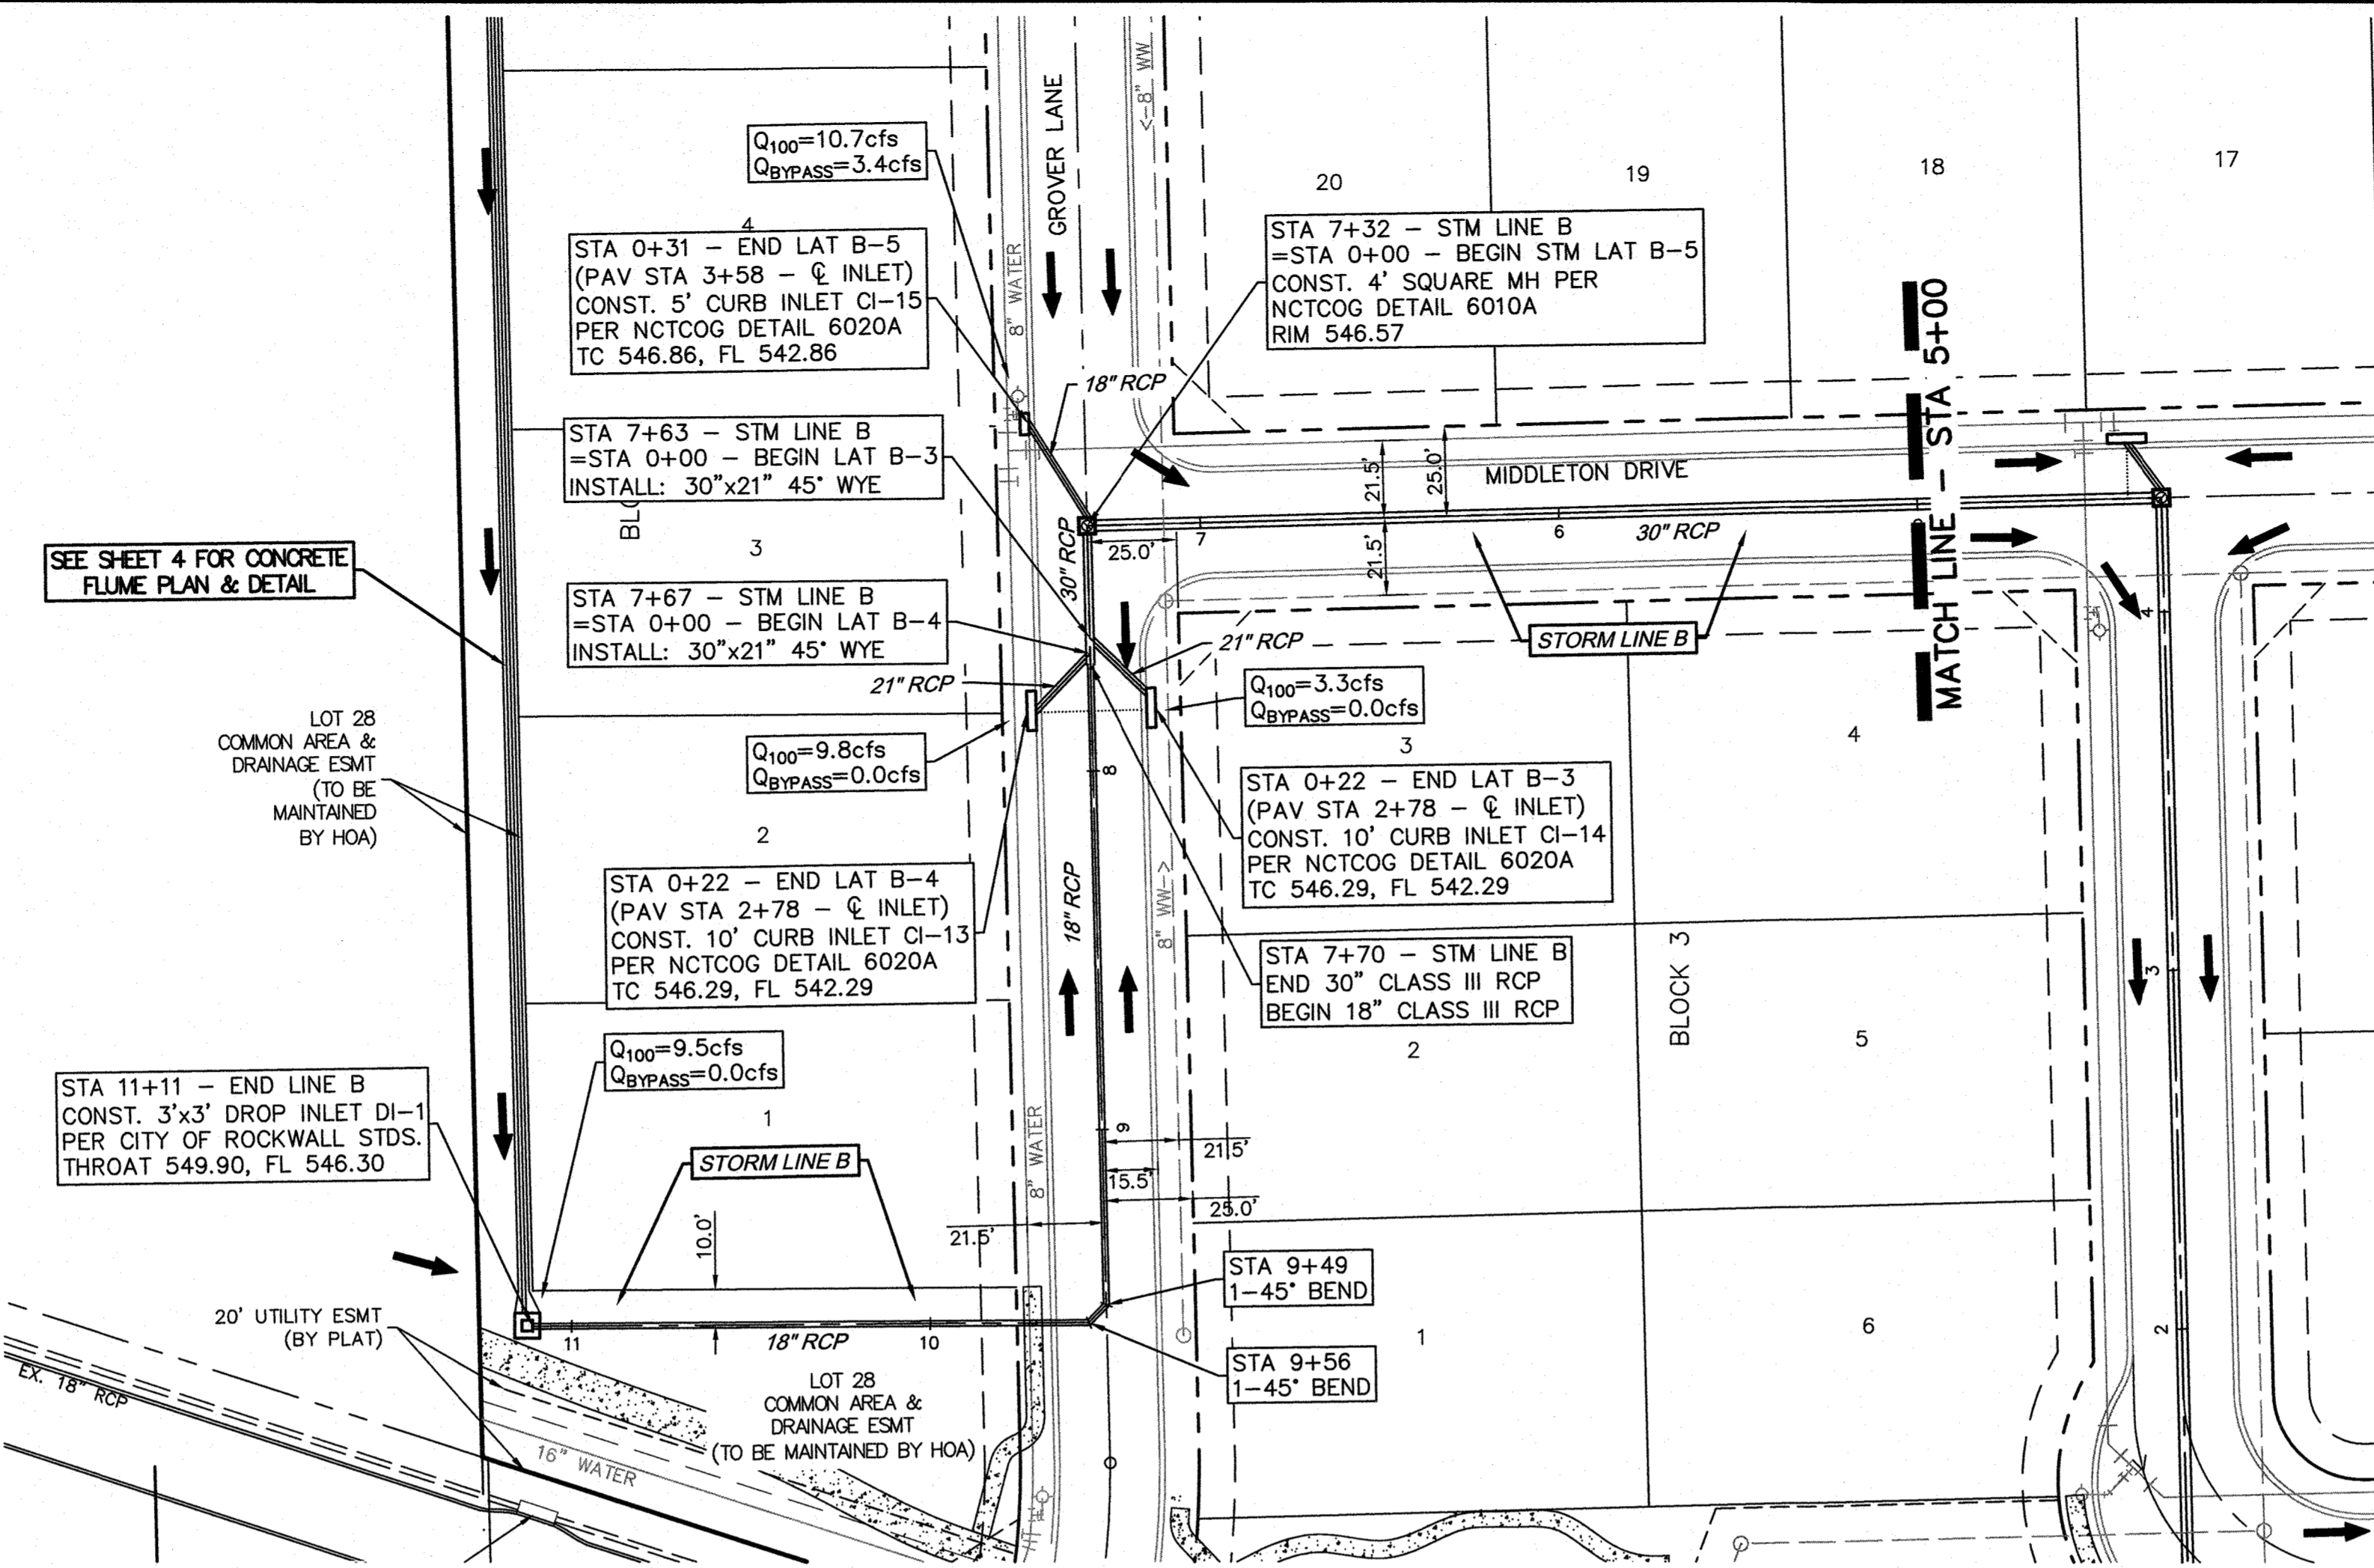 Q100=10.7cfs
QBYPASS=3.4cfs
GROVER LANE
<-8" WW
8" WATER
20
19
18
17
4
STA 0+31 – END LAT B–5
(PAV STA 3+58 – ℄ INLET)
CONST. 5' CURB INLET CI–15
PER NCTCOG DETAIL 6020A
TC 546.86, FL 542.86
STA 7+32 – STM LINE B
=STA 0+00 – BEGIN STM LAT B–5
CONST. 4' SQUARE MH PER
NCTCOG DETAIL 6010A
RIM 546.57
MATCH LINE – STA 5+00
18" RCP
STA 7+63 – STM LINE B
=STA 0+00 – BEGIN LAT B–3
INSTALL: 30"x21" 45° WYE
21.5'
25.0'
MIDDLETON DRIVE
3
30" RCP
25.0'
7
21.5'
6
30" RCP
SEE SHEET 4 FOR CONCRETE
FLUME PLAN & DETAIL
STA 7+67 – STM LINE B
=STA 0+00 – BEGIN LAT B–4
INSTALL: 30"x21" 45° WYE
21" RCP
STORM LINE B
4
21" RCP
Q100=3.3cfs
QBYPASS=0.0cfs
LOT 28
COMMON AREA &
DRAINAGE ESMT
(TO BE
MAINTAINED
BY HOA)
Q100=9.8cfs
QBYPASS=0.0cfs
3
4
8
2
STA 0+22 – END LAT B–3
(PAV STA 2+78 – ℄ INLET)
CONST. 10' CURB INLET CI–14
PER NCTCOG DETAIL 6020A
TC 546.29, FL 542.29
STA 0+22 – END LAT B–4
(PAV STA 2+78 – ℄ INLET)
CONST. 10' CURB INLET CI–13
PER NCTCOG DETAIL 6020A
TC 546.29, FL 542.29
18" RCP
8" WW->
STA 7+70 – STM LINE B
END 30" CLASS III RCP
BEGIN 18" CLASS III RCP
BLOCK 3
3
2
5
Q100=9.5cfs
QBYPASS=0.0cfs
STA 11+11 – END LINE B
CONST. 3'x3' DROP INLET DI–1
PER CITY OF ROCKWALL STDS.
THROAT 549.90, FL 546.30
1
8" WATER
9
21.5'
STORM LINE B
15.5'
25.0'
10.0'
21.5'
STA 9+49
1–45° BEND
20' UTILITY ESMT
(BY PLAT)
11
18" RCP
10
1
6
2
STA 9+56
1–45° BEND
EX. 18" RCP
LOT 28
COMMON AREA &
DRAINAGE ESMT
(TO BE MAINTAINED BY HOA)
16" WATER